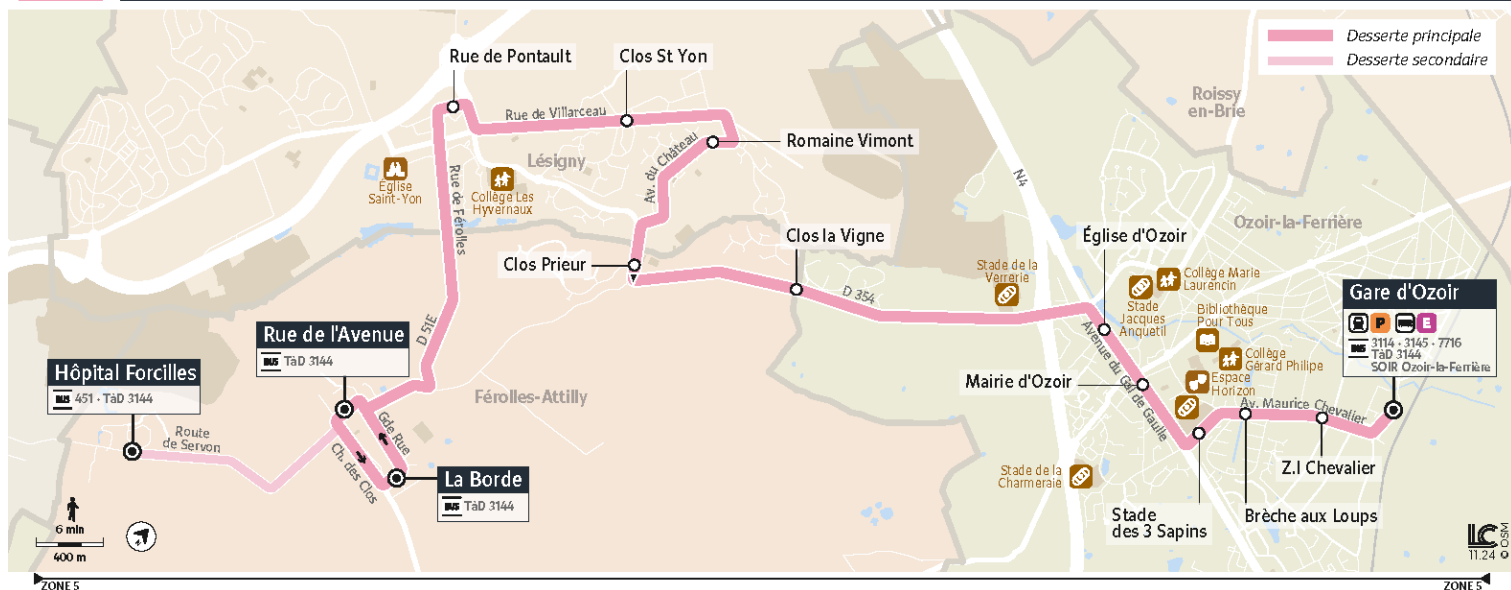 Desserte principale
Desserte secondaire
Rue de Pontault
Clos St Yon
Rue de Villarceau
Romaine Vimont
Av. du Château
Lésigny
Église
Saint-Yon
Collège Les
Hyvernaux
Rue de Férolles
Roissy
en-Brie
N4
Ozoir-la-Ferrière
Clos Prieur
Clos la Vigne
D 354
Stade de la
Verrerie
Église d'Ozoir
Collège Marie
Laurencin
Stade
Jacques
Anquetil
Bibliothèque
Pour Tous
Collège
Gérard Philipe
Espace
Horizon
Gare d'Ozoir
P
E
BUS
3114 - 3145 - 7716
TàD 3144
SOIR Ozoir-la-Ferrière
D 51E
Rue de l'Avenue
BUS TàD 3144
Hôpital Forcilles
BUS 451 - TàD 3144
Route
de Servon
Gde Rue
Ch. des Clos
La Borde
BUS TàD 3144
Férolles-Attilly
Mairie d'Ozoir
Avenue du Gal de Gaulle
Av. Maurice Chevalier
Z.I Chevalier
Stade de la
Charmeraie
Stade
des 3 Sapins
Brèche aux Loups
6 min
400 m
LC
11.24 © OSM
ZONE 5
ZONE 5